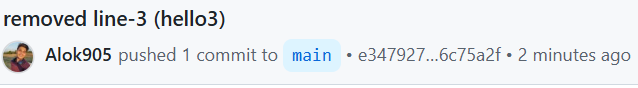 removed line-3 (hello3)
Alok905 pushed 1 commit to main • e347927...6c75a2f • 2 minutes ago